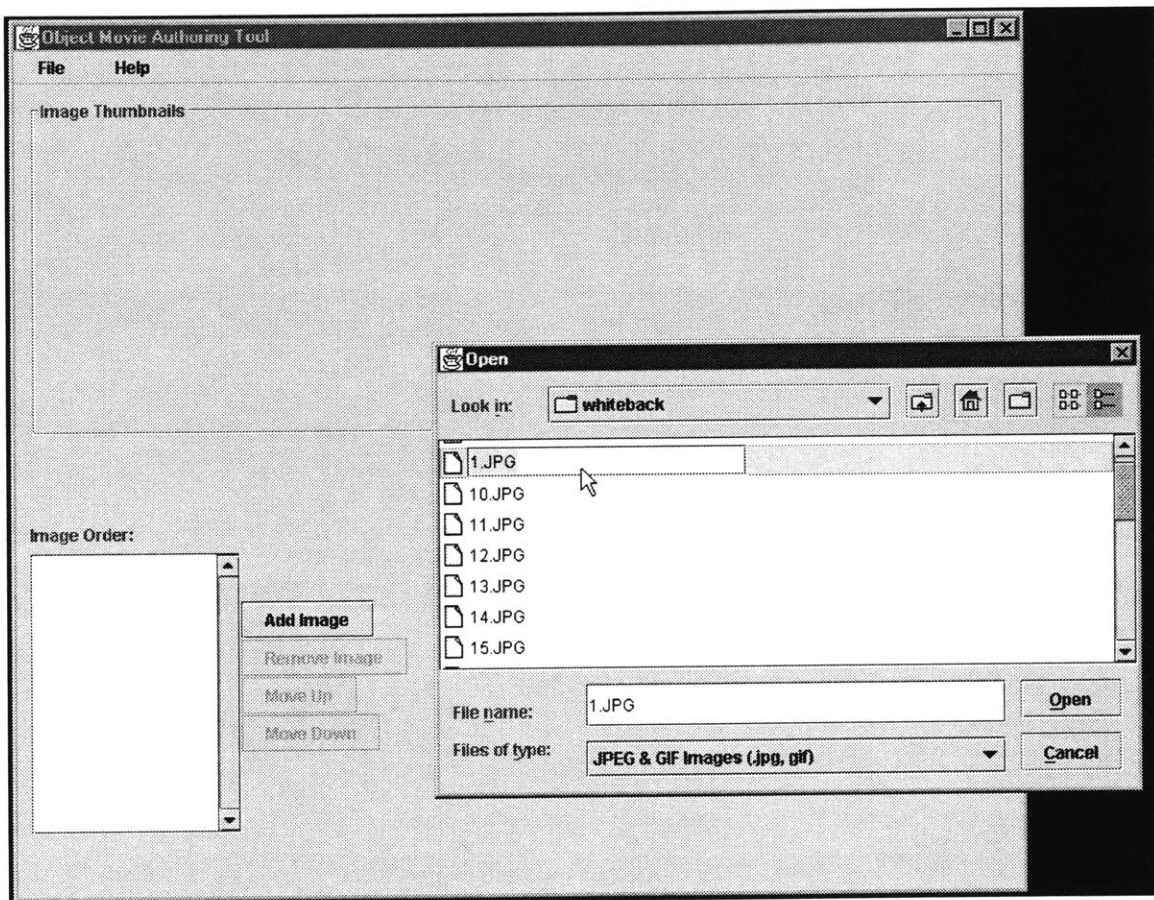 Object Movie Authoring Tool
File Help
Image Thumbnails
Open
Look in: whiteback
1.JPG
10.JPG
11.JPG
12.JPG
13.JPG
14.JPG
15.JPG
Image Order:
Add Image
Remove Image
Move Up
Move Down
File name: 1.JPG Open
Files of type: JPEG & GIF Images (.jpg, gif) Cancel